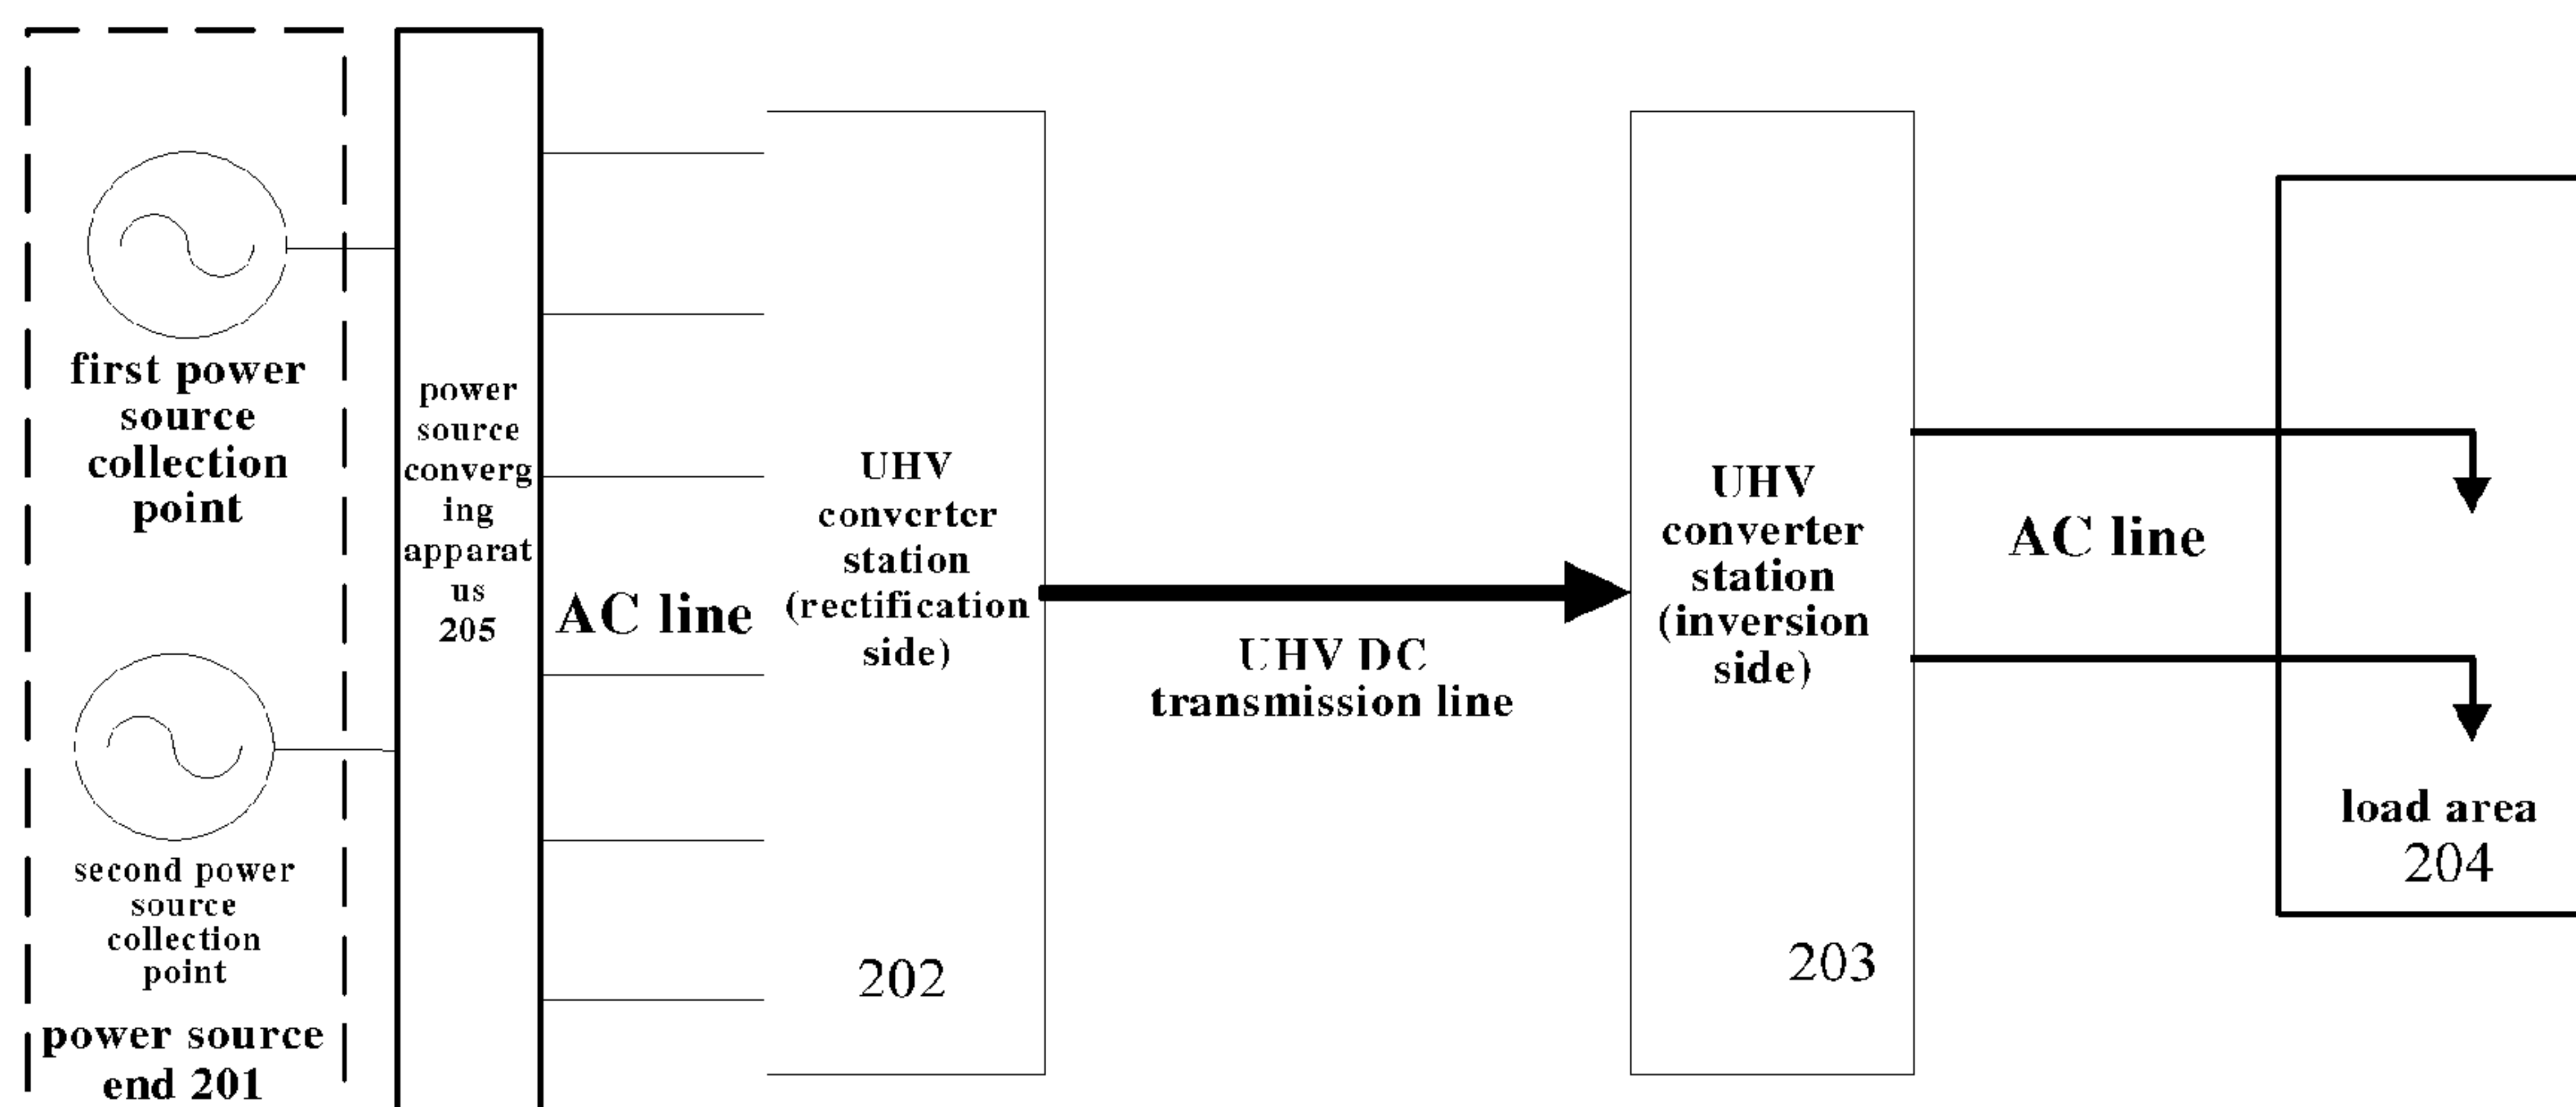 first power
source
collection
point
second power
source
collection
point
power source
end 201
power
source
converg
ing
apparat
us
205
AC line
UHV
converter
station
(rectification
side)
202
UHV DC
transmission line
UHV
converter
station
(inversion
side)
203
AC line
load area
204